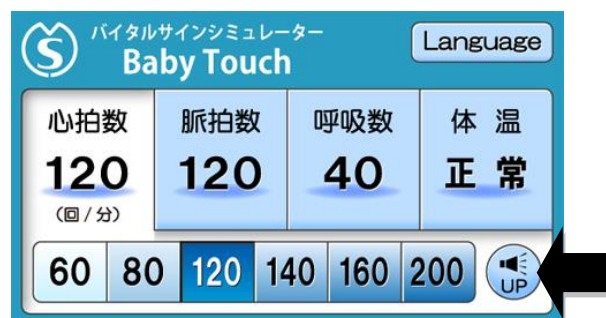 バイタルサインシミュレーター
Baby Touch
Language
心拍数 脈拍数 呼吸数 体 温
120 120 40 正 常
(回/分)
60 80 120 140 160 200 UP